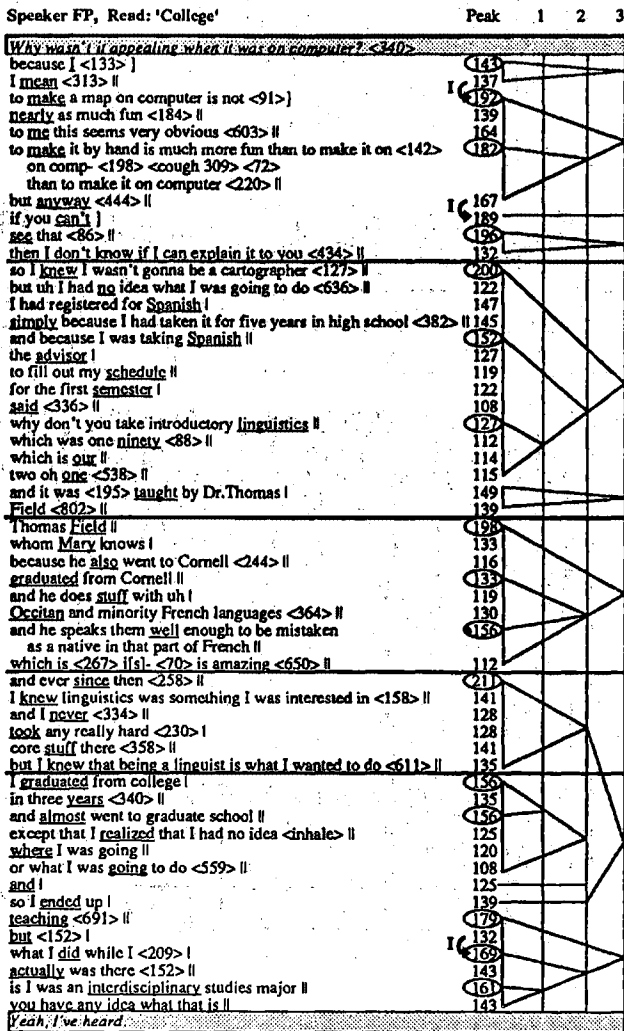 Speaker FP, Read: 'College' Peak 1 2 3
Why wasn't it appealing when it was on computer? <340>
because I <133> ] 143
I mean <313> || 137
to make a map on computer is not <91>} I 192
nearly as much fun <184> || 139
to me this seems very obvious <603> || 164
to make it by hand is much more fun than to make it on <142> 182
on comp- <198> <cough 309> <72>
than to make it on computer <220> ||
but anyway <444> || 167
if you can't ] I 189
see that <86> || 196
then I don't know if I can explain it to you <434> || 132
so I knew I wasn't gonna be a cartographer <127> || 200
but uh I had no idea what I was going to do <636> || 122
I had registered for Spanish | 147
simply because I had taken it for five years in high school <382> || 145
and because I was taking Spanish || 152
the advisor | 127
to fill out my schedule || 119
for the first semester | 122
said <336> || 108
why don't you take introductory linguistics || 127
which was one ninety <88> || 112
which is our || 114
two oh one <538> || 115
and it was <195> taught by Dr.Thomas | 149
Field <802> || 139
Thomas Field || 198
whom Mary knows | 133
because he also went to Cornell <244> || 116
graduated from Cornell || 133
and he does stuff with uh | 119
Occitan and minority French languages <364> || 130
and he speaks them well enough to be mistaken 156
as a native in that part of French ||
which is <267> i[s]- <70> is amazing <650> || 112
and ever since then <258> || 211
I knew linguistics was something I was interested in <158> || 141
and I never <334> || 128
took any really hard <230> | 128
core stuff there <358> || 141
but I knew that being a linguist is what I wanted to do <611> || 135
I graduated from college | 156
in three years <340> || 135
and almost went to graduate school || 156
except that I realized that I had no idea <inhale> || 125
where I was going || 120
or what I was going to do <559> || 108
and | 125
so I ended up | 139
teaching <691> || 179
but <152> | 132
what I did while I <209> | I 169
actually was there <152> || 143
is I was an interdisciplinary studies major || 161
you have any idea what that is || 143
Yeah, I've heard.